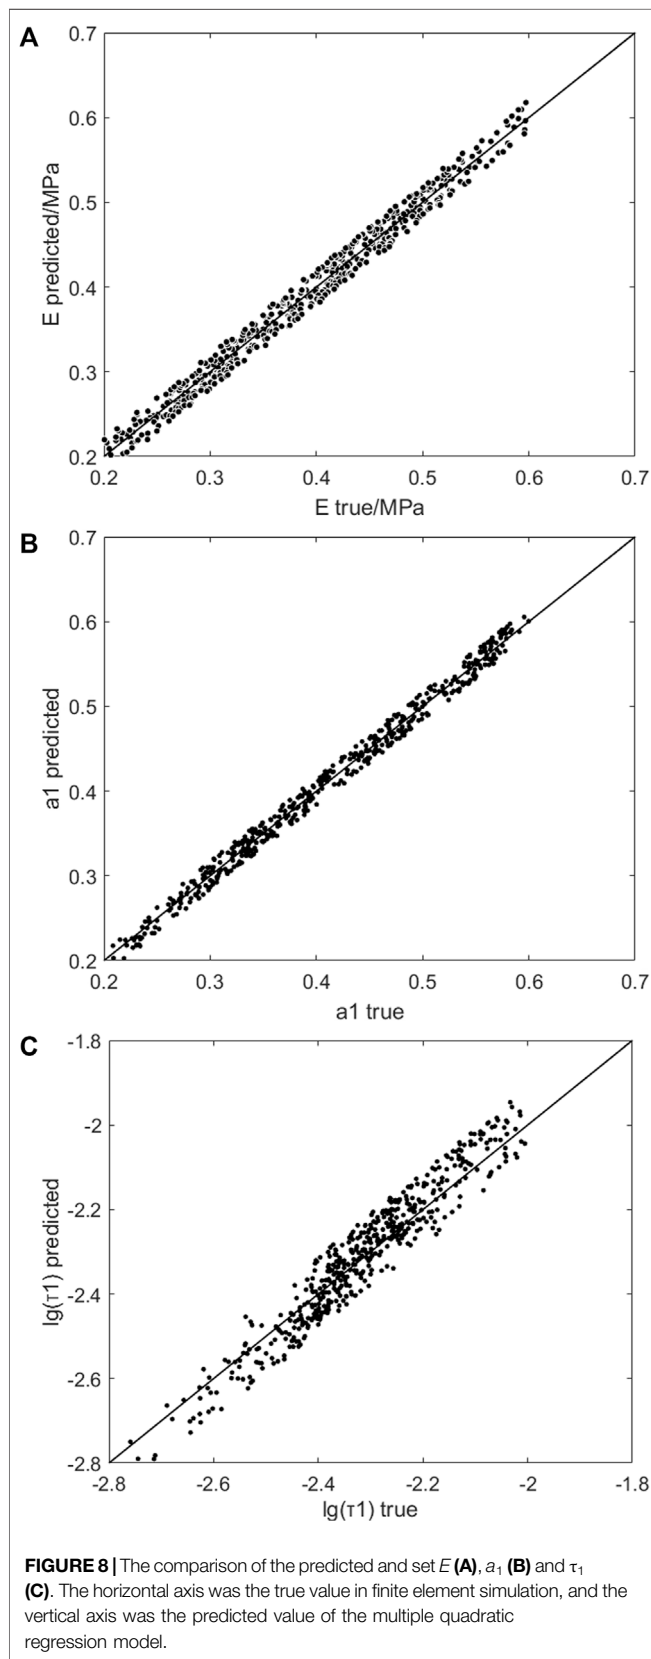 A
0.7
0.6
0.5
0.4
0.3
0.2
E predicted/MPa
0.2 0.3 0.4 0.5 0.6 0.7
E true/MPa
B
0.7
0.6
0.5
0.4
0.3
0.2
a1 predicted
0.2 0.3 0.4 0.5 0.6 0.7
a1 true
C
-1.8
-2
-2.2
-2.4
-2.6
-2.8
lg(τ1) predicted
-2.8 -2.6 -2.4 -2.2 -2 -1.8
lg(τ1) true
FIGURE 8 | The comparison of the predicted and set E (A), a₁ (B) and τ₁
(C). The horizontal axis was the true value in finite element simulation, and the
vertical axis was the predicted value of the multiple quadratic
regression model.